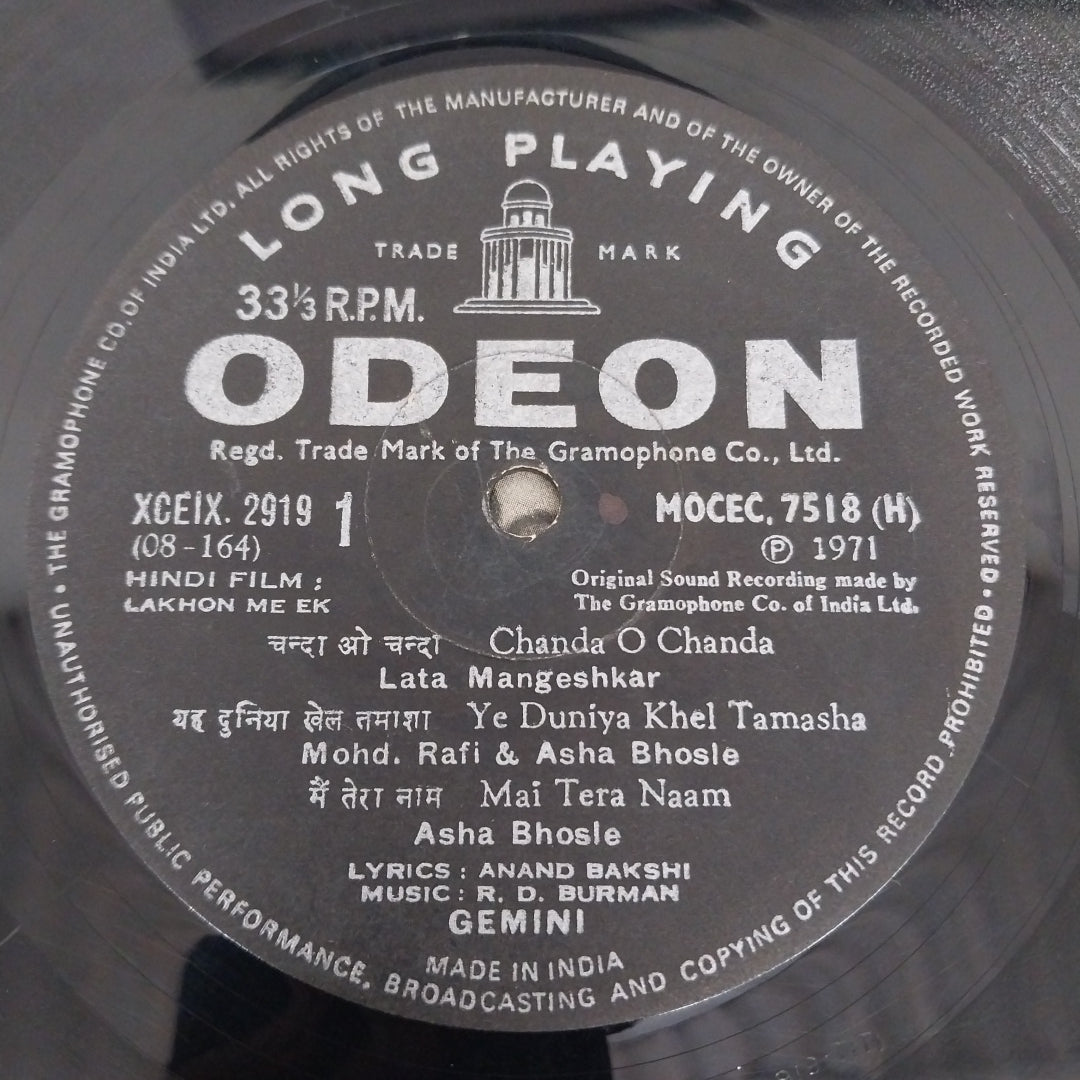 LONG PLAYING
TRADE MARK
33⅓ R.P.M.
ODEON
Regd. Trade Mark of The Gramophone Co., Ltd.
XCEIX. 2919 1 MOCEC. 7518 (H)
(08-164) Ⓟ 1971
HINDI FILM : Original Sound Recording made by
LAKHON ME EK The Gramophone Co. of India Ltd.
चन्दा ओ चन्दा Chanda O Chanda
Lata Mangeshkar
यह दुनिया खेल तमाशा Ye Duniya Khel Tamasha
Mohd. Rafi & Asha Bhosle
मैं तेरा नाम Mai Tera Naam
Asha Bhosle
LYRICS : ANAND BAKSHI
MUSIC : R. D. BURMAN
GEMINI
MADE IN INDIA
THE GRAMOPHONE CO. OF INDIA LTD. ALL RIGHTS OF THE MANUFACTURER AND OF THE OWNER OF THE RECORDED WORK RESERVED • UNAUTHORISED PUBLIC PERFORMANCE, BROADCASTING AND COPYING OF THIS RECORD PROHIBITED •